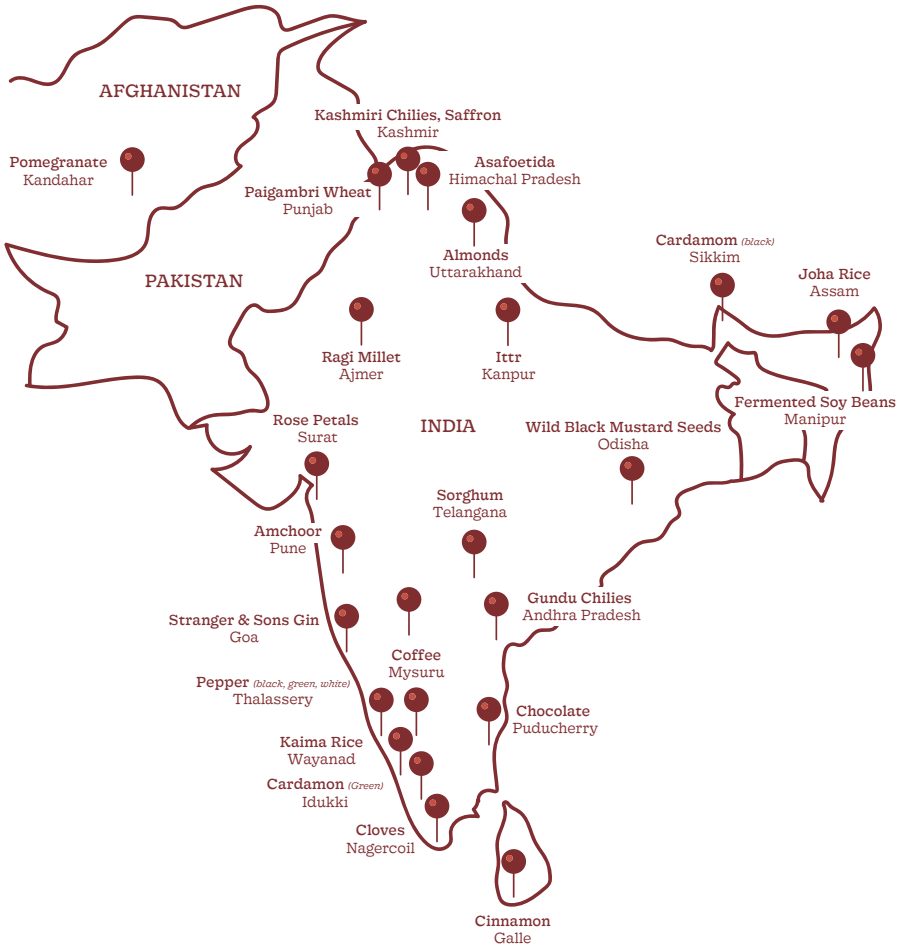 AFGHANISTAN
Kashmiri Chilies, Saffron
Kashmir
Pomegranate
Kandahar
Asafoetida
Himachal Pradesh
Paigambri Wheat
Punjab
Almonds
Uttarakhand
Cardamom (black)
Sikkim
Joha Rice
Assam
PAKISTAN
Ragi Millet
Ajmer
Ittr
Kanpur
Fermented Soy Beans
Manipur
Rose Petals
Surat
INDIA
Wild Black Mustard Seeds
Odisha
Sorghum
Telangana
Amchoor
Pune
Gundu Chilies
Andhra Pradesh
Stranger & Sons Gin
Goa
Coffee
Mysuru
Pepper (black, green, white)
Thalassery
Chocolate
Puducherry
Kaima Rice
Wayanad
Cardamon (Green)
Idukki
Cloves
Nagercoil
Cinnamon
Galle